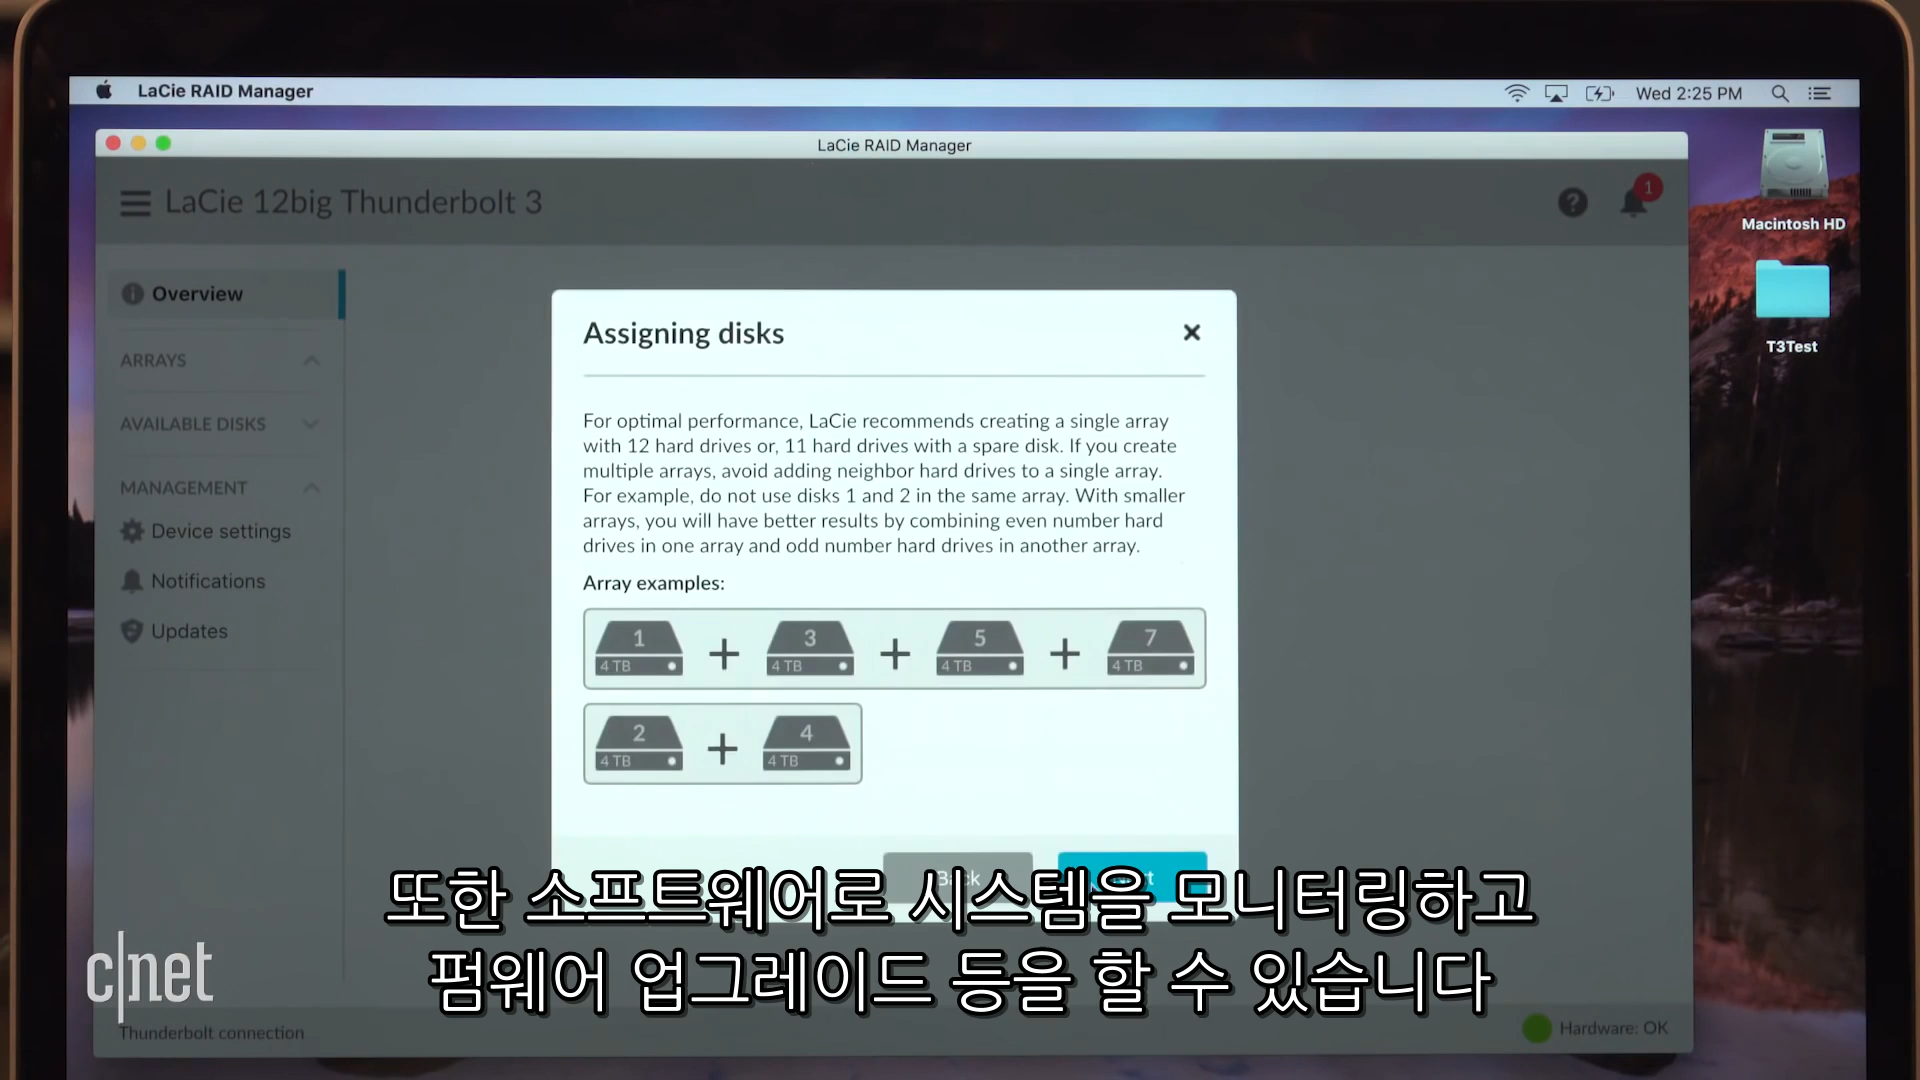 LaCie RAID Manager
Wed 2:25 PM
LaCie RAID Manager
LaCie 12big Thunderbolt 3
1
Macintosh HD
T3Test
Overview
ARRAYS
AVAILABLE DISKS
MANAGEMENT
Device settings
Notifications
Updates
Assigning disks
For optimal performance, LaCie recommends creating a single array
with 12 hard drives or, 11 hard drives with a spare disk. If you create
multiple arrays, avoid adding neighbor hard drives to a single array.
For example, do not use disks 1 and 2 in the same array. With smaller
arrays, you will have better results by combining even number hard
drives in one array and odd number hard drives in another array.
Array examples:
1 + 3 + 5 + 7
4 TB 4 TB 4 TB 4 TB
2 + 4
4 TB 4 TB
또한 소프트웨어로 시스템을 모니터링하고
펌웨어 업그레이드 등을 할 수 있습니다
c|net
Thunderbolt connection
Hardware: OK